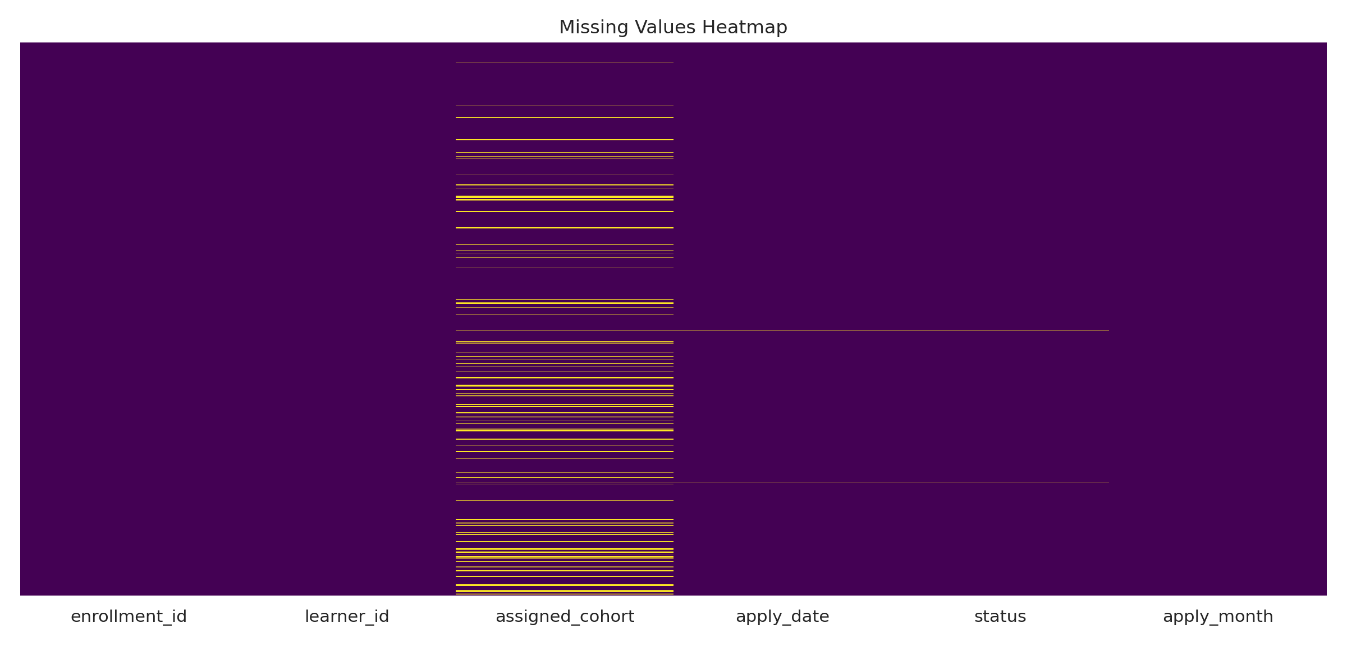 Missing Values Heatmap
enrollment_id learner_id assigned_cohort apply_date status apply_month